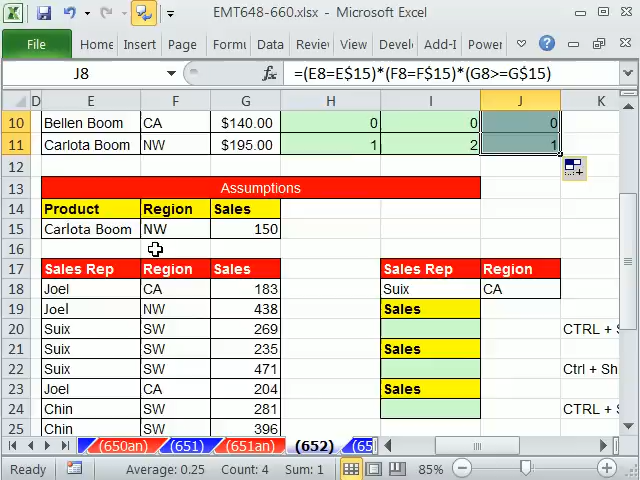 EMT648-660.xlsx - Microsoft Excel
File Home Insert Page Form Data Revie View Devel Add-I Power
J8 fx =(E8=E$15)*(F8=F$15)*(G8>=G$15)
D E F G H I J K
10 Bellen Boom CA $140.00 0 0 0
11 Carlota Boom NW $195.00 1 2 1
12
13 Assumptions
14 Product Region Sales
15 Carlota Boom NW 150
16
17 Sales Rep Region Sales Sales Rep Region
18 Joel CA 183 Suix CA
19 Joel NW 438 Sales
20 Suix SW 269 CTRL + S
21 Suix SW 235 Sales
22 Suix SW 471 Ctrl + Sh
23 Joel CA 204 Sales
24 Chin SW 281 CTRL + S
25 Chin SW 396
(650an) (651) (651an) (652) (65
Ready Average: 0.25 Count: 4 Sum: 1 85%